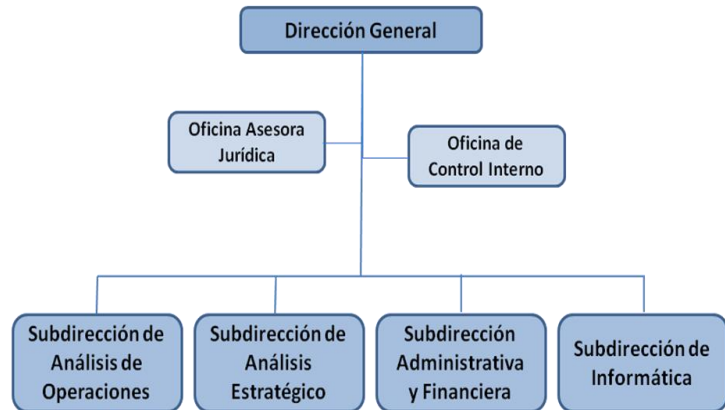 Dirección General
Oficina Asesora
Jurídica
Oficina de
Control Interno
Subdirección de
Análisis de
Operaciones
Subdirección de
Análisis
Estratégico
Subdirección
Administrativa
y Financiera
Subdirección de
Informática